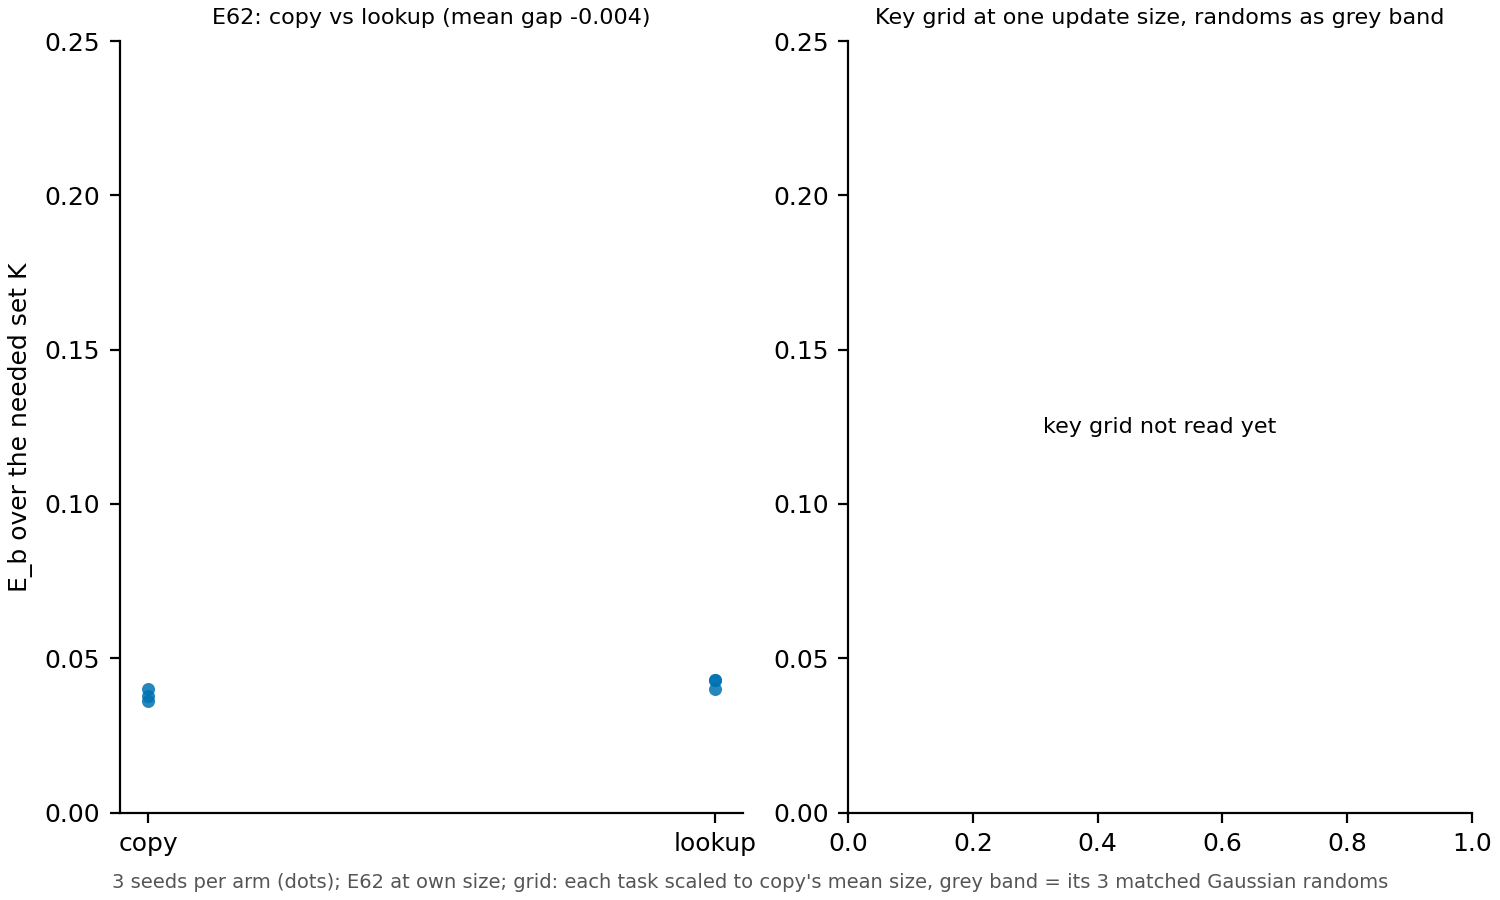 E62: copy vs lookup (mean gap -0.004)
E_b over the needed set K
0.25
0.20
0.15
0.10
0.05
0.00
copy
lookup
Key grid at one update size, randoms as grey band
0.25
0.20
0.15
0.10
0.05
0.00
key grid not read yet
0.0
0.2
0.4
0.6
0.8
1.0
3 seeds per arm (dots); E62 at own size; grid: each task scaled to copy's mean size, grey band = its 3 matched Gaussian randoms